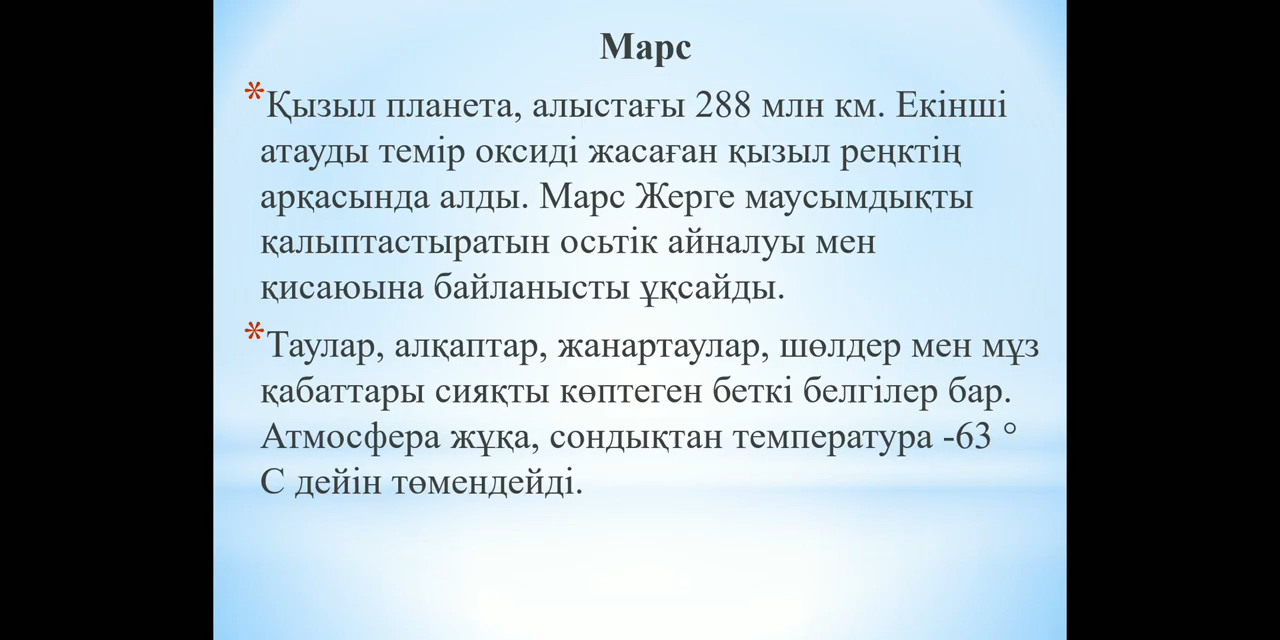 Марс
*Қызыл планета, алыстағы 288 млн км. Екінші
атауды темір оксиді жасаған қызыл реңктің
арқасында алды. Марс Жерге маусымдықты
қалыптастыратын осьтік айналуы мен
қисаюына байланысты ұқсайды.
*Таулар, алқаптар, жанартаулар, шөлдер мен мұз
қабаттары сияқты көптеген беткі белгілер бар.
Атмосфера жұқа, сондықтан температура -63 °
С дейін төмендейді.